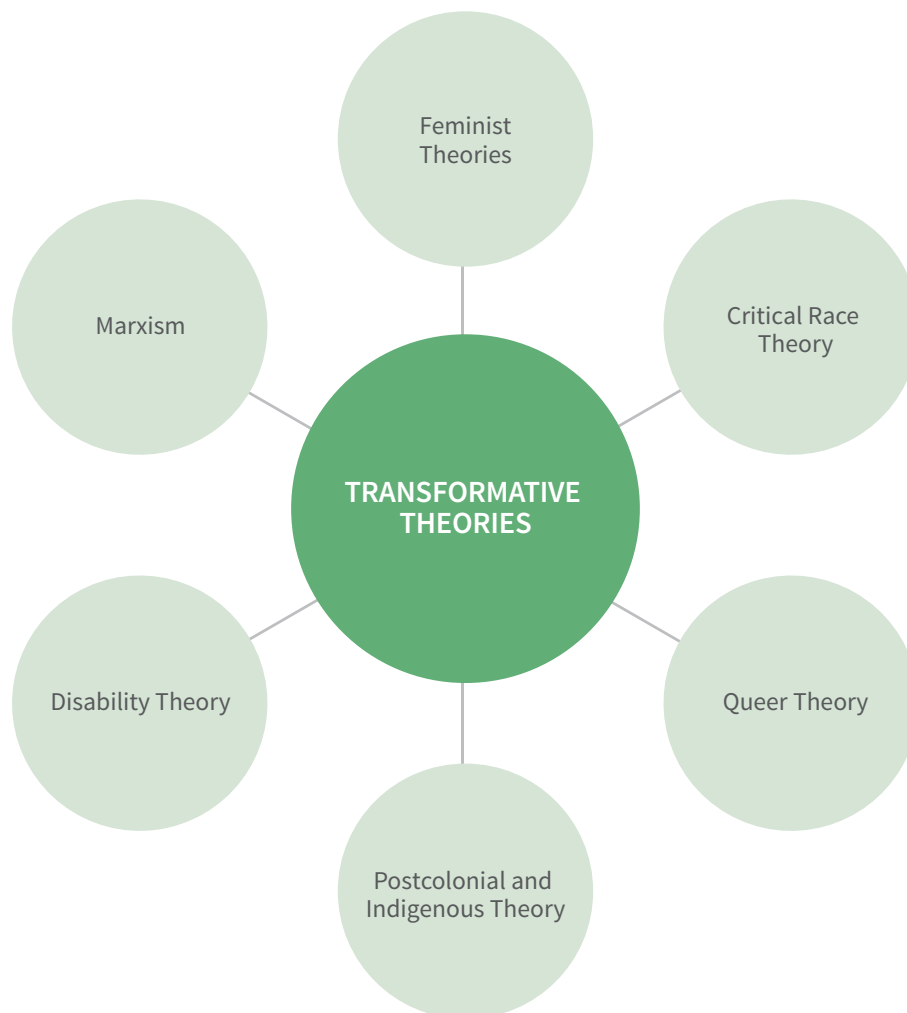 Feminist
Theories
Marxism
Critical Race
Theory
TRANSFORMATIVE
THEORIES
Disability Theory
Queer Theory
Postcolonial and
Indigenous Theory